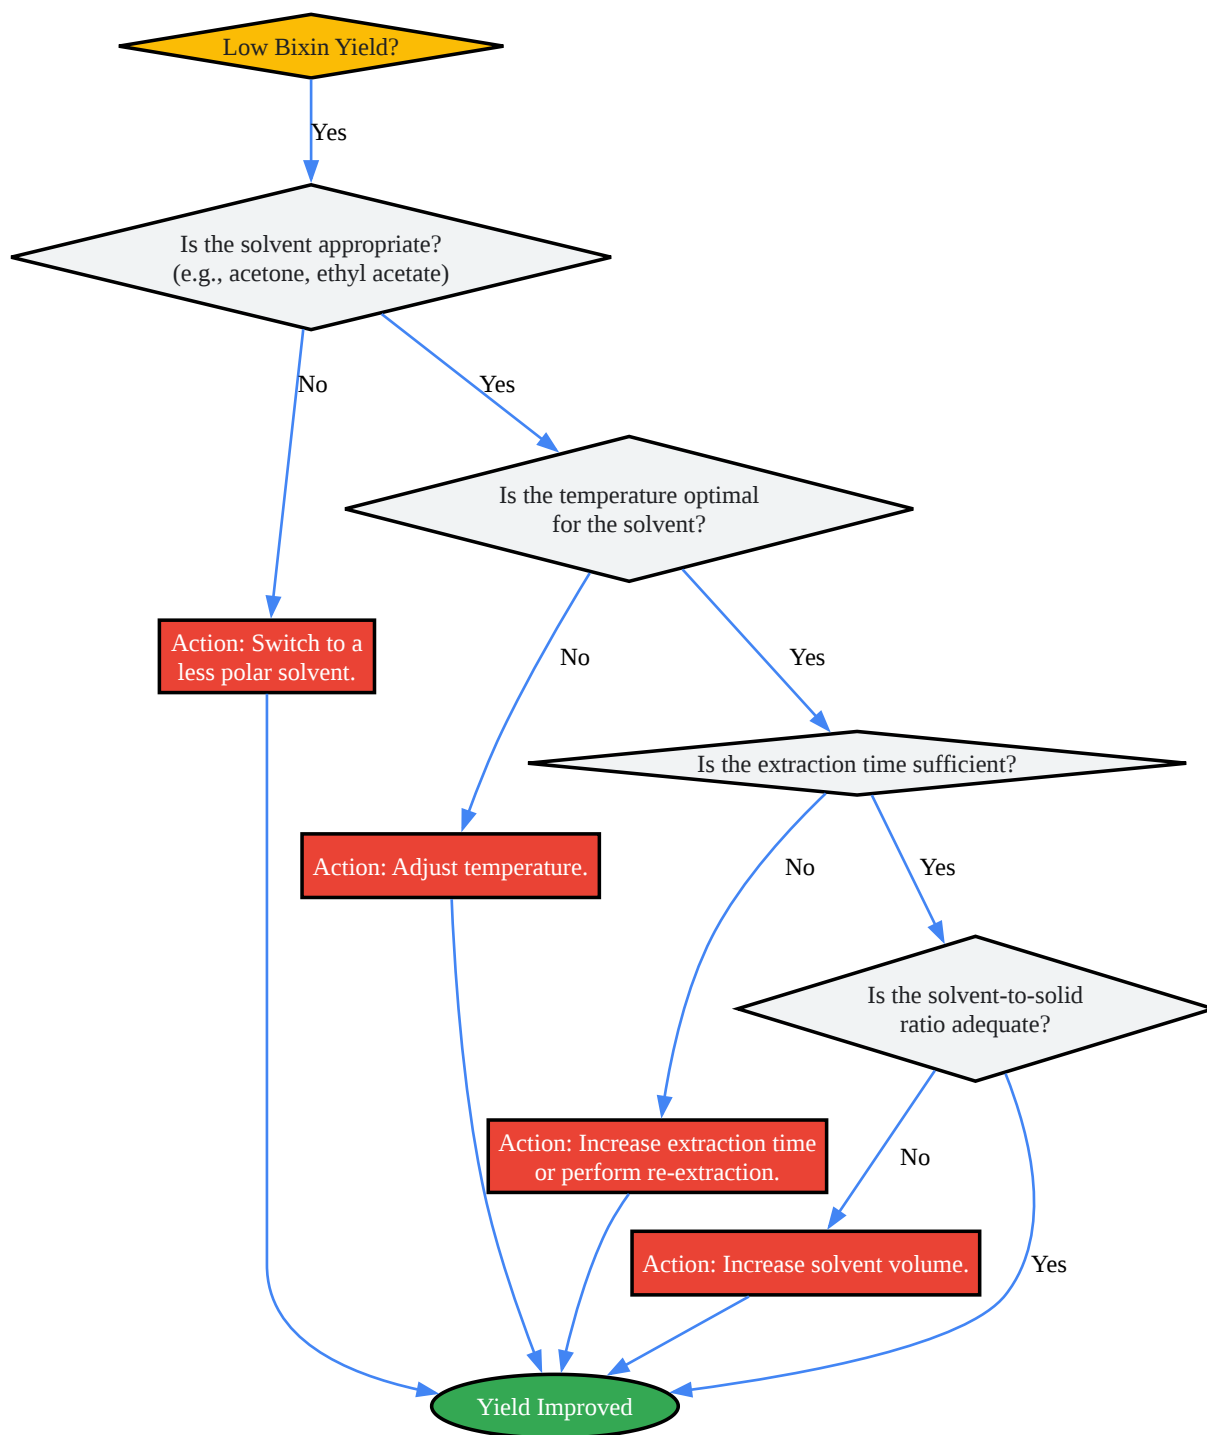 Low Bixin Yield?
Yes
Is the solvent appropriate?
(e.g., acetone, ethyl acetate)
No
Yes
Is the temperature optimal
for the solvent?
Action: Switch to a
less polar solvent.
No
Yes
Is the extraction time sufficient?
Action: Adjust temperature.
No
Yes
Is the solvent-to-solid
ratio adequate?
Action: Increase extraction time
or perform re-extraction.
No
Action: Increase solvent volume.
Yes
Yield Improved